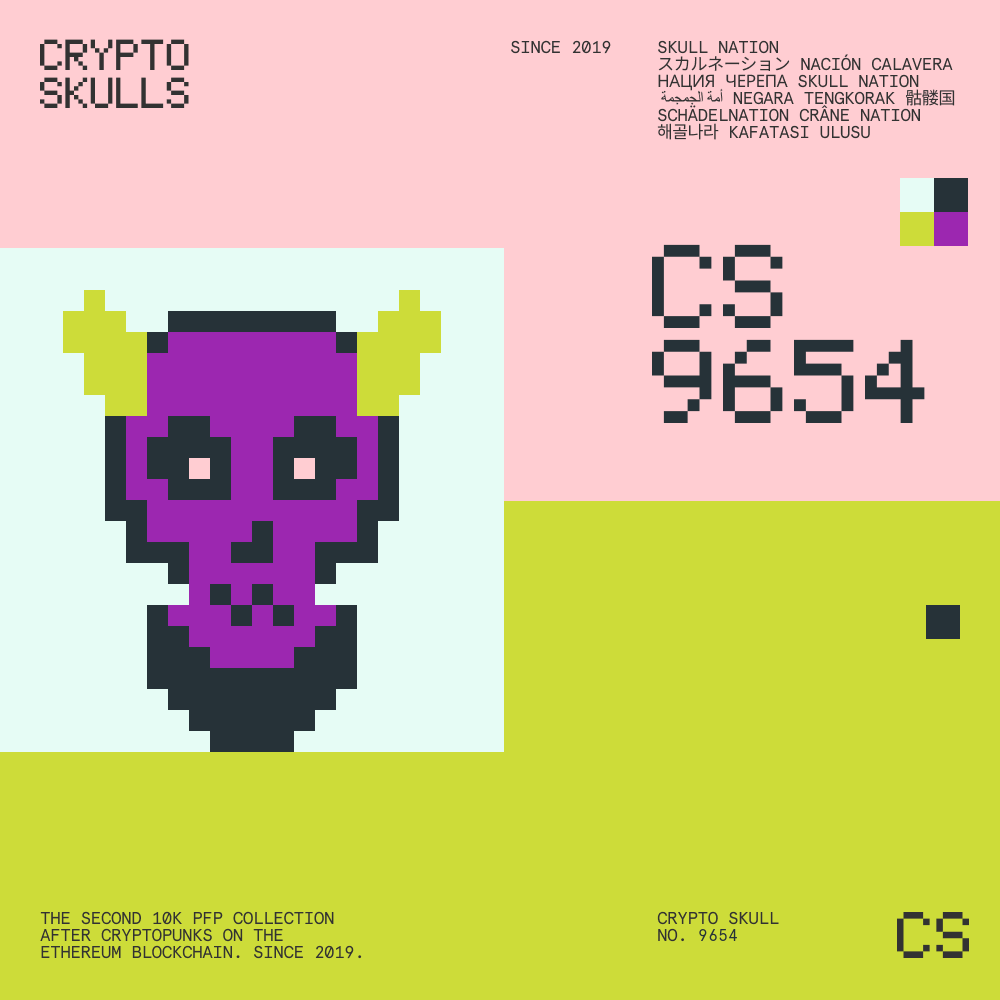 CRYPTO
SKULLS
SINCE 2019
SKULL NATION
スカルネーション NACIÓN CALAVERA
НАЦИЯ ЧЕРЕПА SKULL NATION
أمة الجمجمة NEGARA TENGKORAK 骷髅国
SCHÄDELNATION CRÂNE NATION
해골나라 KAFATASI ULUSU
CS
9654
THE SECOND 10K PFP COLLECTION
AFTER CRYPTOPUNKS ON THE
ETHEREUM BLOCKCHAIN. SINCE 2019.
CRYPTO SKULL
NO. 9654
CS